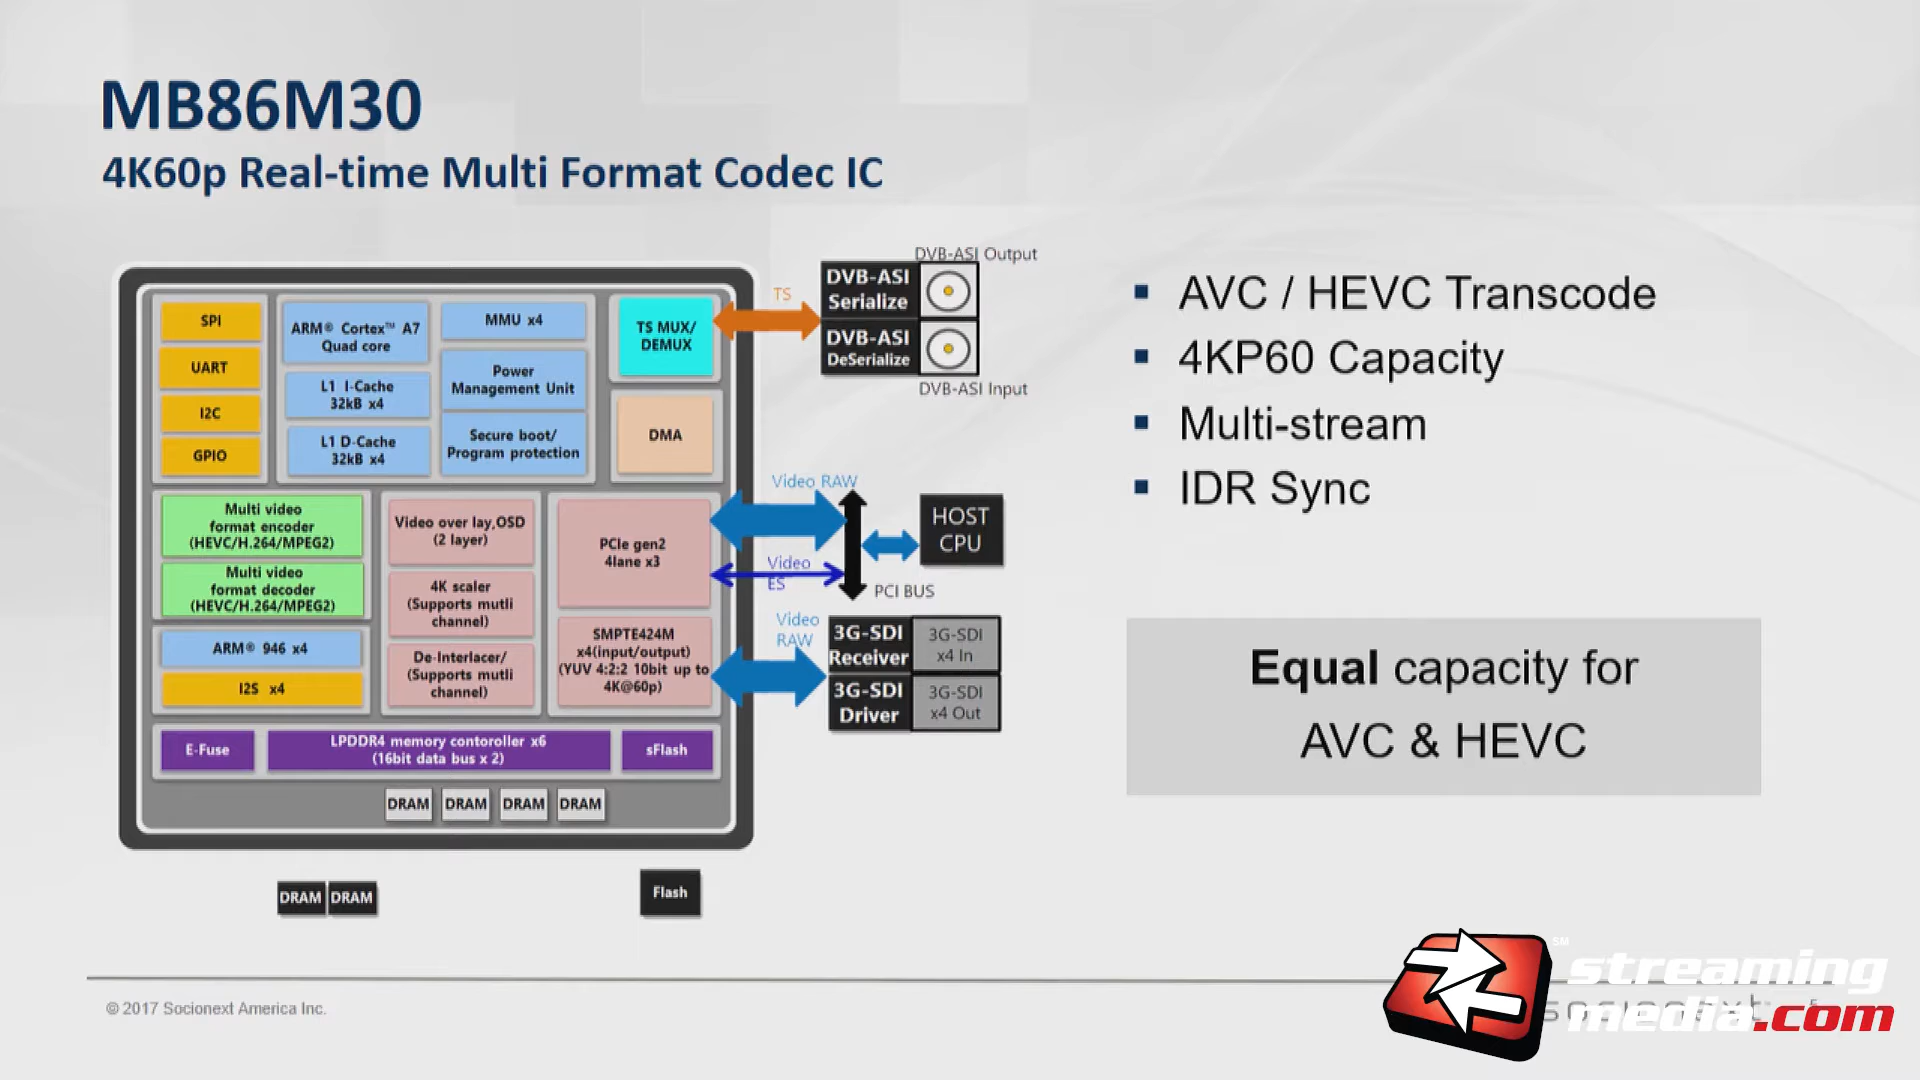 MB86M30
4K60p Real-time Multi Format Codec IC
SPI
UART
I2C
GPIO
ARM® Cortex™ A7
Quad core
L1 I-Cache
32kB x4
L1 D-Cache
32kB x4
MMU x4
Power
Management Unit
Secure boot/
Program protection
TS MUX/
DEMUX
DMA
Multi video
format encoder
(HEVC/H.264/MPEG2)
Multi video
format decoder
(HEVC/H.264/MPEG2)
ARM® 946 x4
I2S x4
Video over lay,OSD
(2 layer)
4K scaler
(Supports mutli
channel)
De-Interlacer/
(Supports mutli
channel)
PCIe gen2
4lane x3
SMPTE424M
x4(input/output)
(YUV 4:2:2 10bit up to
4K@60p)
E-Fuse
LPDDR4 memory contoroller x6
(16bit data bus x 2)
sFlash
DRAM DRAM DRAM DRAM
DRAM DRAM
Flash
TS
DVB-ASI Output
DVB-ASI
Serialize
DVB-ASI
DeSerialize
DVB-ASI Input
Video RAW
Video
ES
HOST
CPU
PCI BUS
Video
RAW
3G-SDI
Receiver
3G-SDI
x4 In
3G-SDI
Driver
3G-SDI
x4 Out
▪ AVC / HEVC Transcode
▪ 4KP60 Capacity
▪ Multi-stream
▪ IDR Sync
Equal capacity for
AVC & HEVC
© 2017 Socionext America Inc.
SM
streaming
media.com